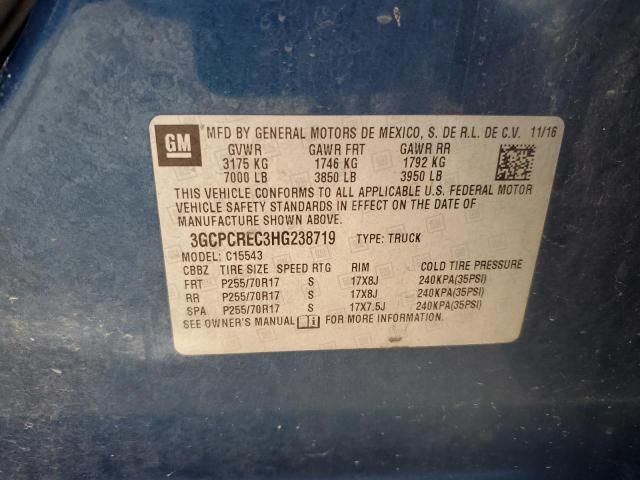 GM
MFD BY GENERAL MOTORS DE MEXICO, S. DE R.L. DE C.V. 11/16
GVWR GAWR FRT GAWR RR
3175 KG 1746 KG 1792 KG
7000 LB 3850 LB 3950 LB
THIS VEHICLE CONFORMS TO ALL APPLICABLE U.S. FEDERAL MOTOR
VEHICLE SAFETY STANDARDS IN EFFECT ON THE DATE OF
MANUFACTURE SHOWN ABOVE.
3GCPCREC3HG238719 TYPE: TRUCK
MODEL: C15543
CBBZ TIRE SIZE SPEED RTG RIM COLD TIRE PRESSURE
FRT P255/70R17 S 17X8J 240KPA(35PSI)
RR P255/70R17 S 17X8J 240KPA(35PSI)
SPA P255/70R17 S 17X7.5J 240KPA(35PSI)
SEE OWNER'S MANUAL FOR MORE INFORMATION.